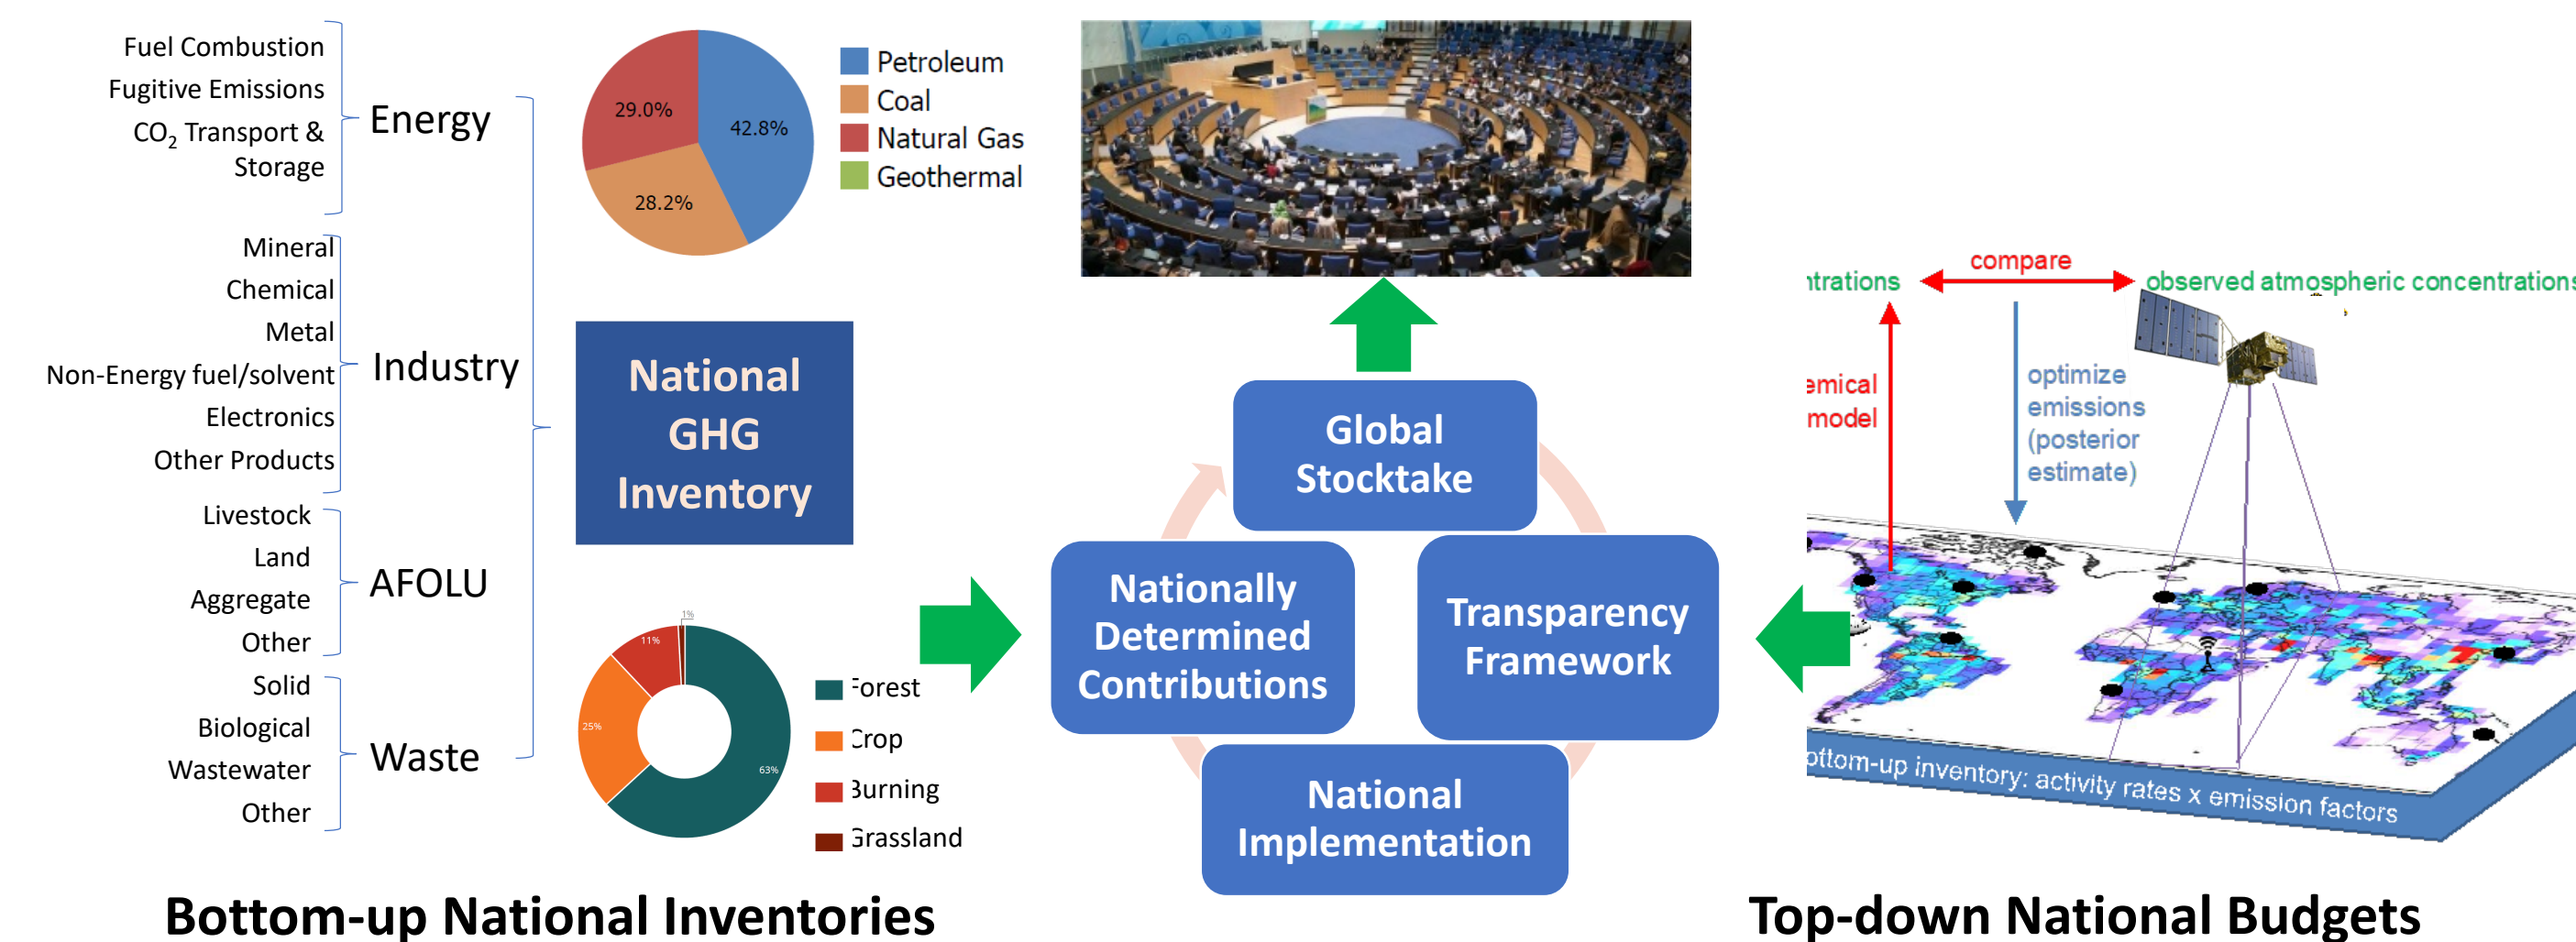 Fuel Combustion
Fugitive Emissions
CO₂ Transport &
Storage
Energy
Mineral
Chemical
Metal
Non-Energy fuel/solvent
Electronics
Other Products
Industry
Livestock
Land
Aggregate
Other
AFOLU
Solid
Biological
Wastewater
Other
Waste
29.0%
42.8%
28.2%
Petroleum
Coal
Natural Gas
Geothermal
National
GHG
Inventory
1%
11%
25%
63%
Forest
Crop
Burning
Grassland
Bottom-up National Inventories
Global
Stocktake
Nationally
Determined
Contributions
Transparency
Framework
National
Implementation
ntrations
compare
observed atmospheric concentrations
emical
model
optimize
emissions
(posterior
estimate)
ottom-up inventory: activity rates x emission factors
Top-down National Budgets